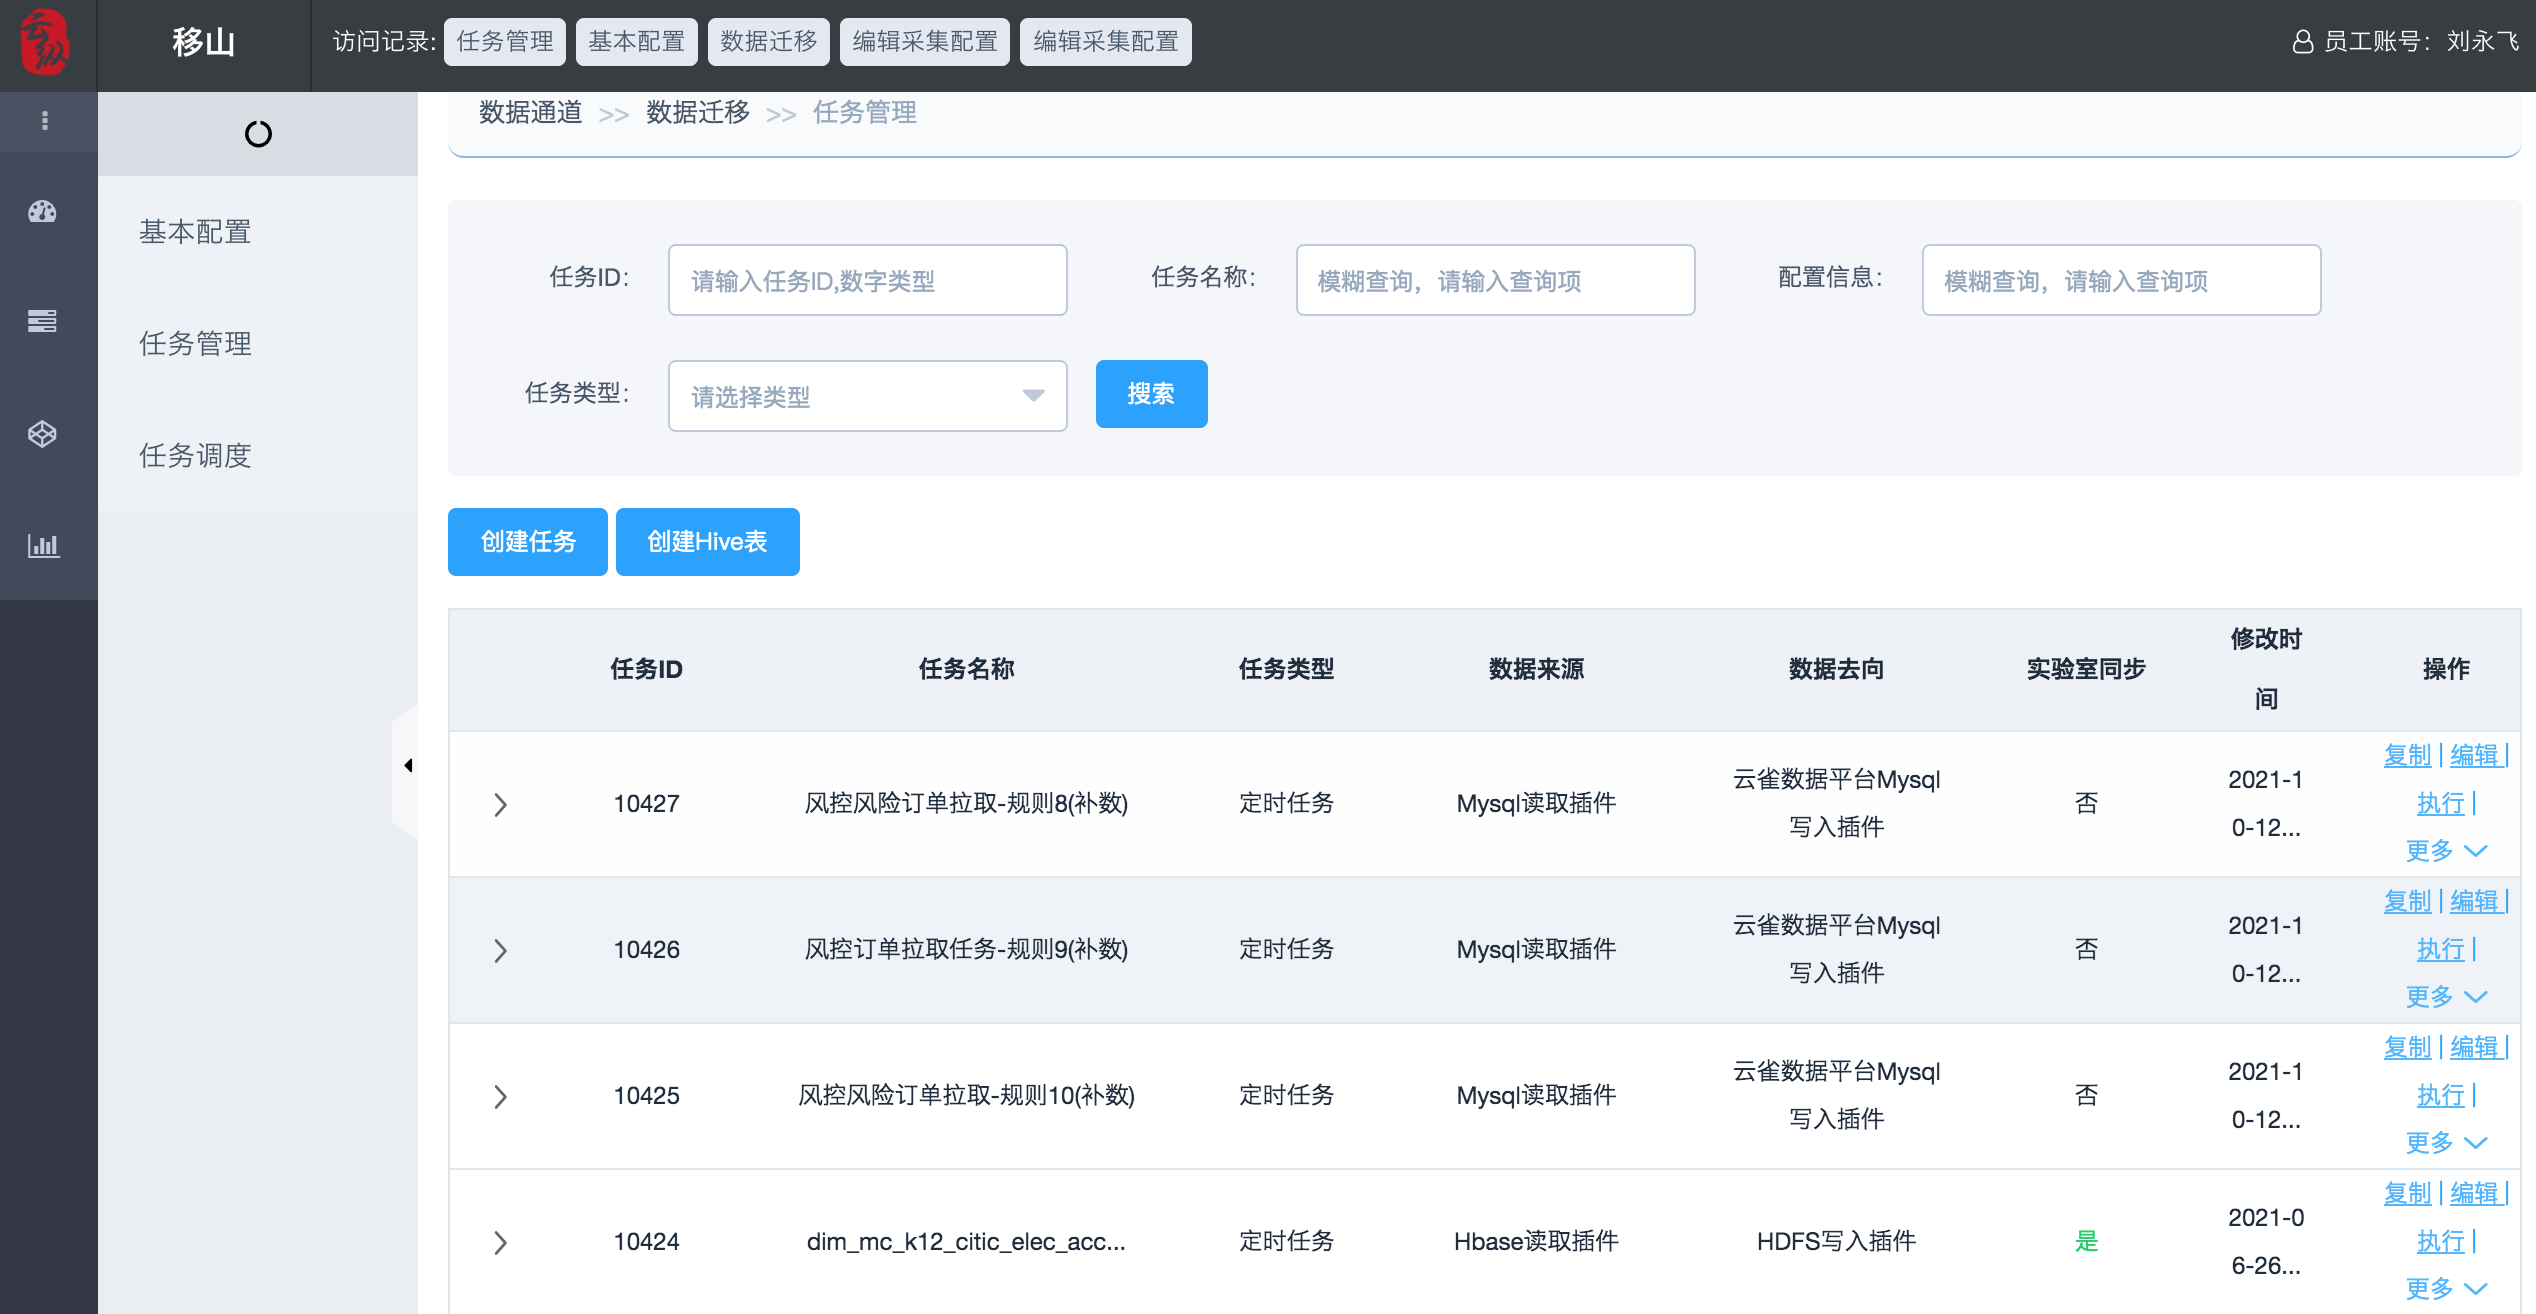 云纵
移山
访问记录: 任务管理 基本配置 数据迁移 编辑采集配置 编辑采集配置
员工账号：刘永飞
基本配置
任务管理
任务调度
数据通道 >> 数据迁移 >> 任务管理
任务ID: 请输入任务ID,数字类型 任务名称: 模糊查询，请输入查询项 配置信息: 模糊查询，请输入查询项
任务类型: 请选择类型 搜索
创建任务 创建Hive表
任务ID 任务名称 任务类型 数据来源 数据去向 实验室同步 修改时间 操作
10427 风控风险订单拉取-规则8(补数) 定时任务 Mysql读取插件 云雀数据平台Mysql写入插件 否 2021-10-12... 复制 | 编辑 | 执行 | 更多
10426 风控订单拉取任务-规则9(补数) 定时任务 Mysql读取插件 云雀数据平台Mysql写入插件 否 2021-10-12... 复制 | 编辑 | 执行 | 更多
10425 风控风险订单拉取-规则10(补数) 定时任务 Mysql读取插件 云雀数据平台Mysql写入插件 否 2021-10-12... 复制 | 编辑 | 执行 | 更多
10424 dim_mc_k12_citic_elec_acc... 定时任务 Hbase读取插件 HDFS写入插件 是 2021-06-26... 复制 | 编辑 | 执行 | 更多